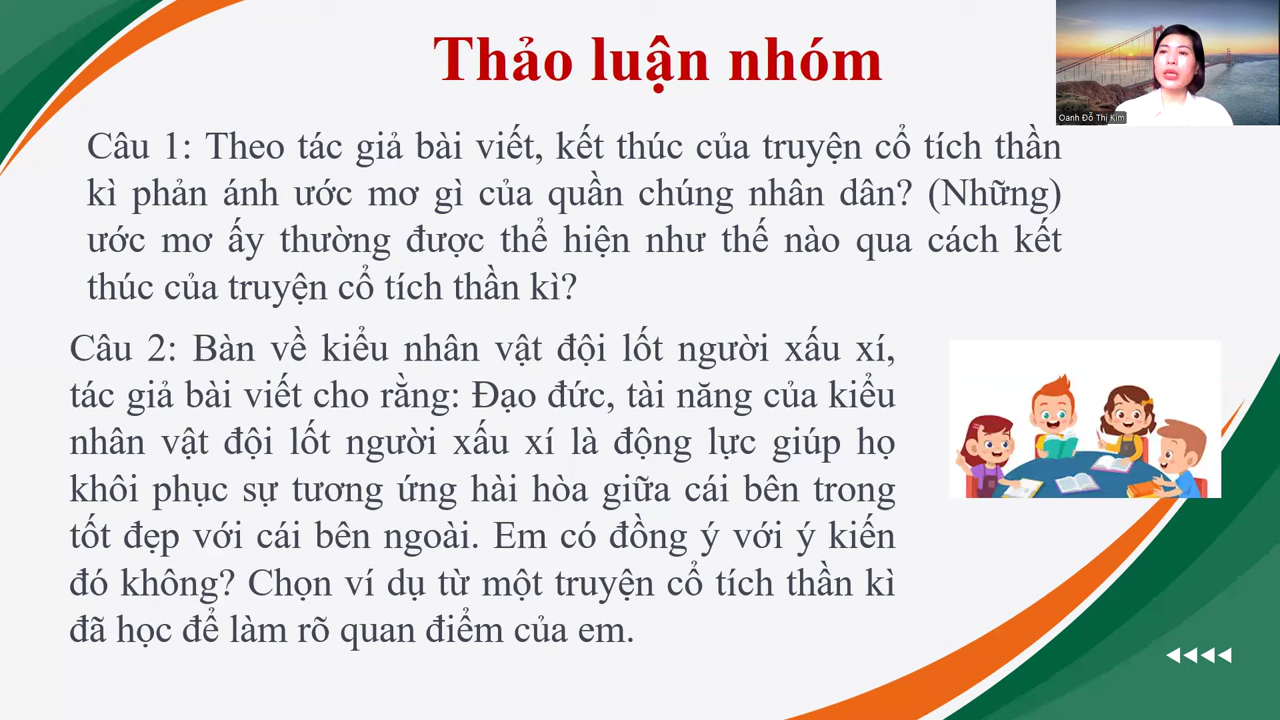 Thảo luận nhóm
Oanh Đỗ Thị Kim
Câu 1: Theo tác giả bài viết, kết thúc của truyện cổ tích thần
kì phản ánh ước mơ gì của quần chúng nhân dân? (Những)
ước mơ ấy thường được thể hiện như thế nào qua cách kết
thúc của truyện cổ tích thần kì?
Câu 2: Bàn về kiểu nhân vật đội lốt người xấu xí,
tác giả bài viết cho rằng: Đạo đức, tài năng của kiểu
nhân vật đội lốt người xấu xí là động lực giúp họ
khôi phục sự tương ứng hài hòa giữa cái bên trong
tốt đẹp với cái bên ngoài. Em có đồng ý với ý kiến
đó không? Chọn ví dụ từ một truyện cổ tích thần kì
đã học để làm rõ quan điểm của em.